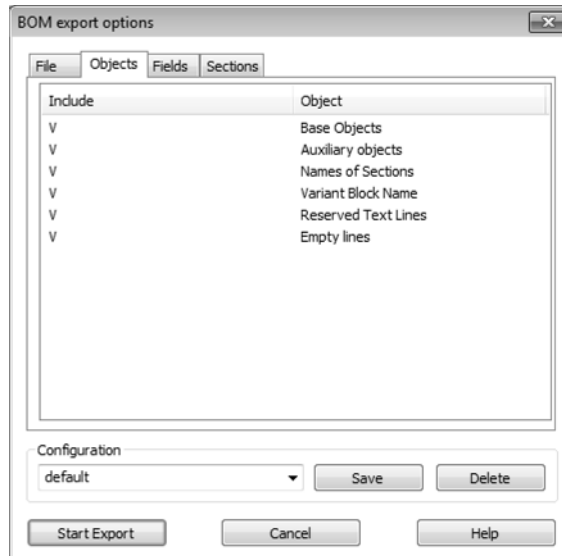 BOM export options
File Objects Fields Sections
Include Object
V Base Objects
V Auxiliary objects
V Names of Sections
V Variant Block Name
V Reserved Text Lines
V Empty lines
Configuration
default Save Delete
Start Export Cancel Help